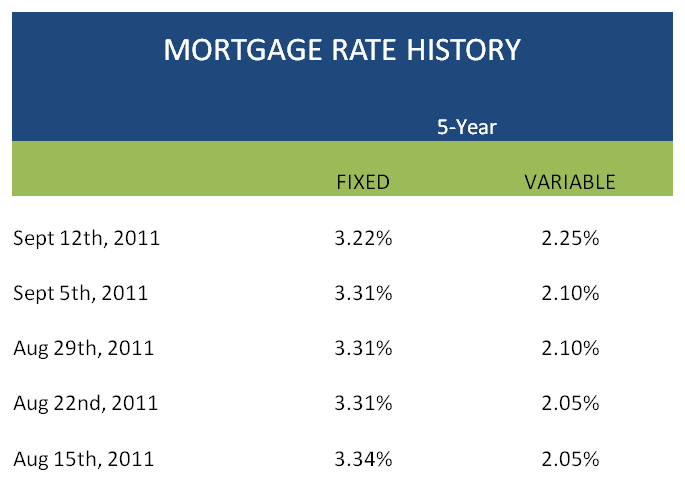 MORTGAGE RATE HISTORY
5-Year
FIXED VARIABLE
Sept 12th, 2011 3.22% 2.25%
Sept 5th, 2011 3.31% 2.10%
Aug 29th, 2011 3.31% 2.10%
Aug 22nd, 2011 3.31% 2.05%
Aug 15th, 2011 3.34% 2.05%